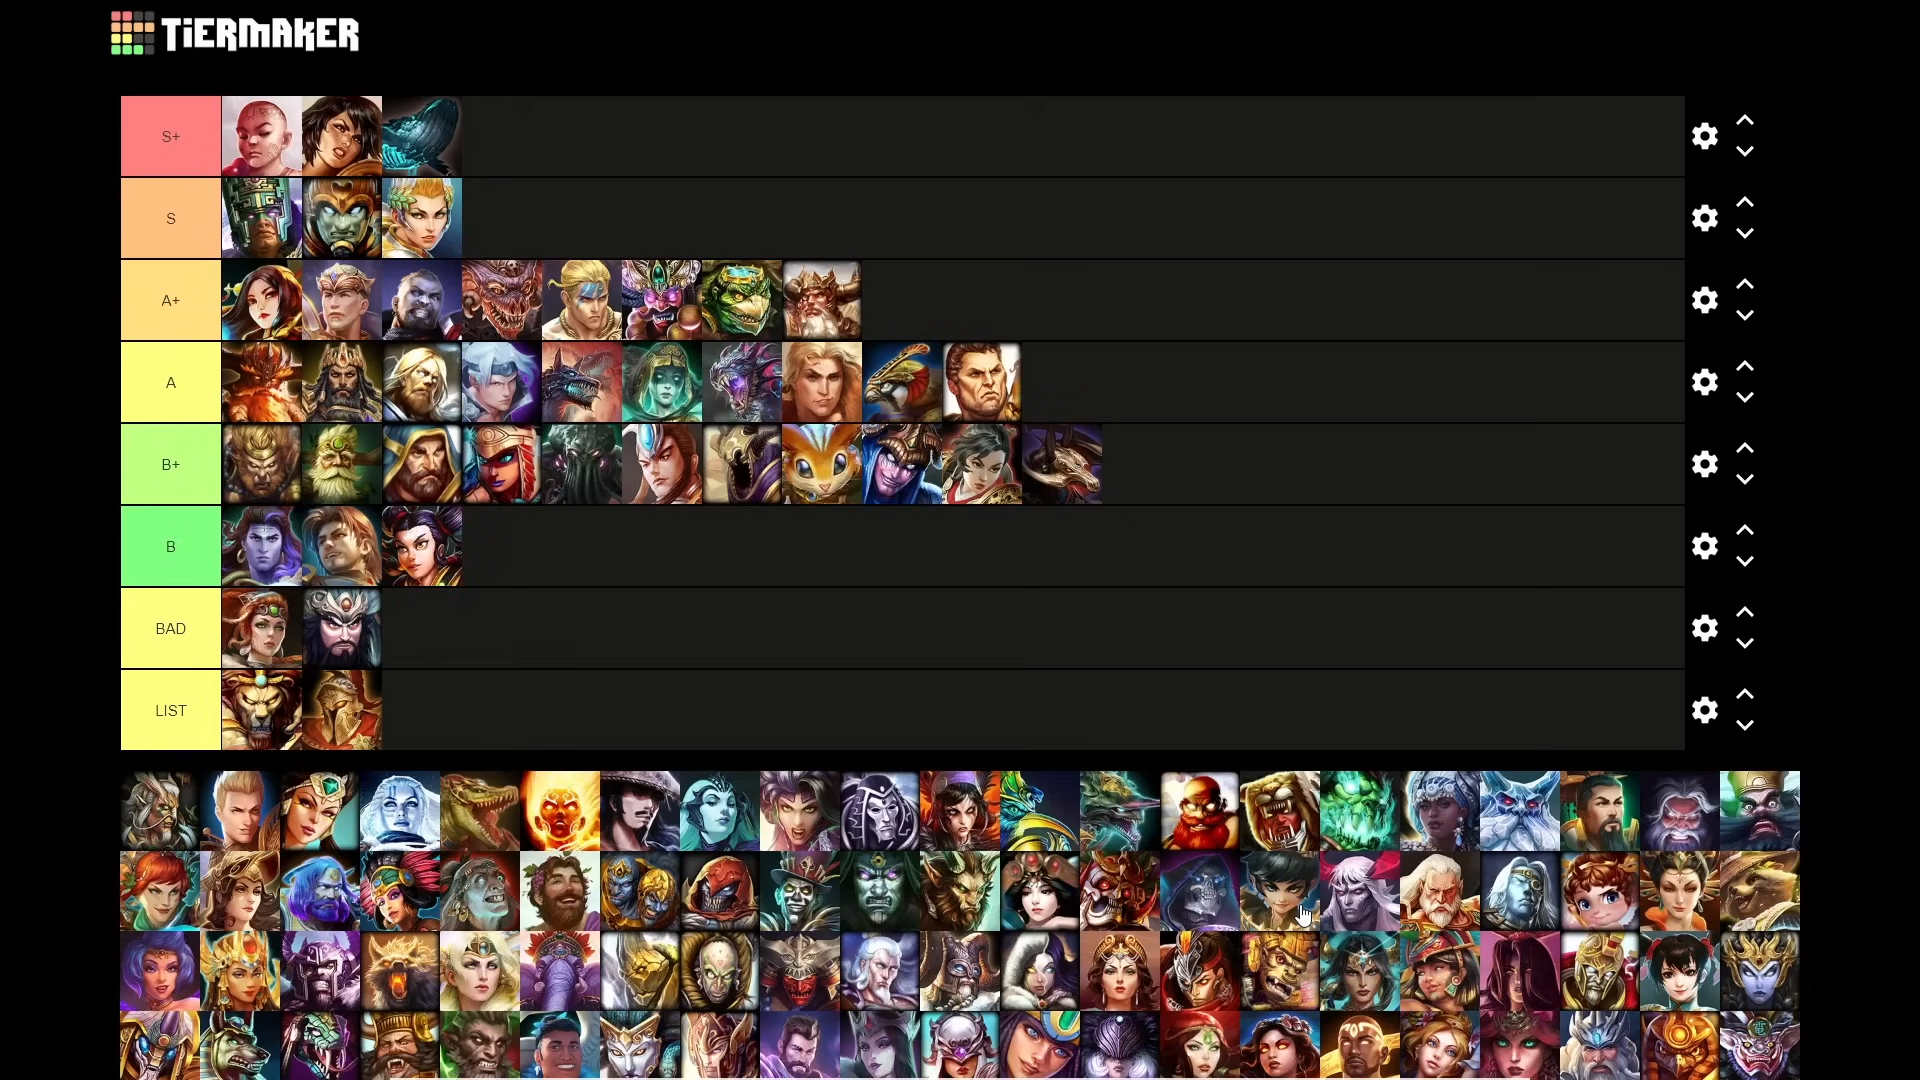 TiERMAKER
S+
S
A+
A
B+
B
BAD
LIST